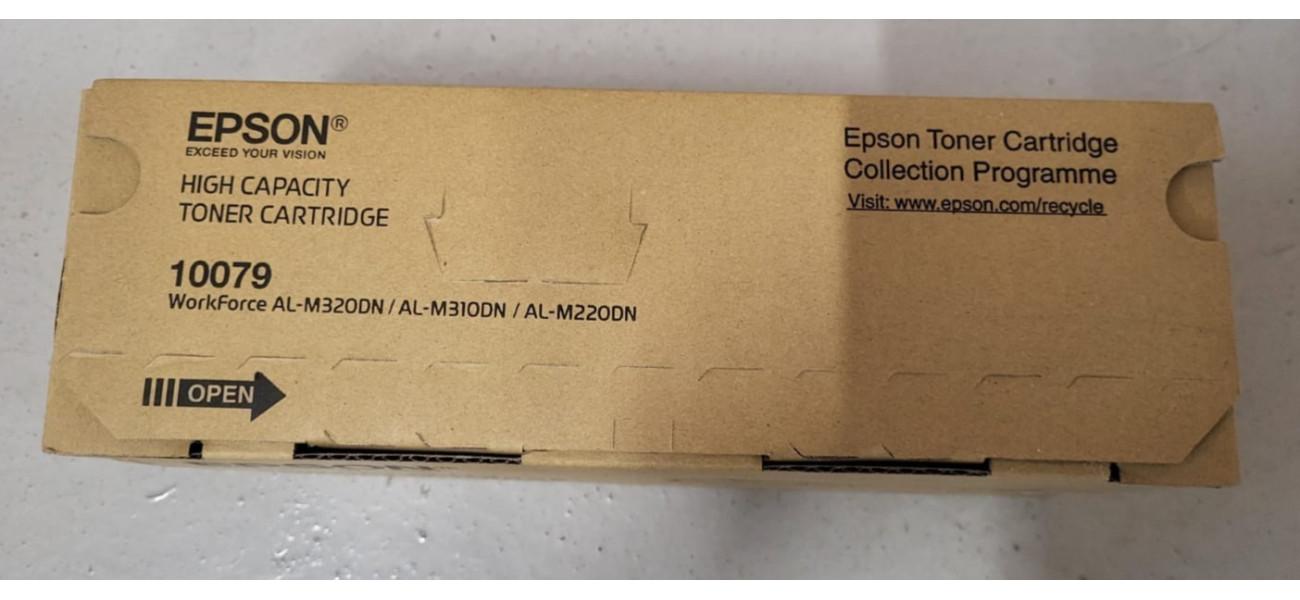 EPSON®
EXCEED YOUR VISION
HIGH CAPACITY
TONER CARTRIDGE
10079
WorkForce AL-M320DN / AL-M310DN / AL-M220DN
OPEN
Epson Toner Cartridge
Collection Programme
Visit: www.epson.com/recycle